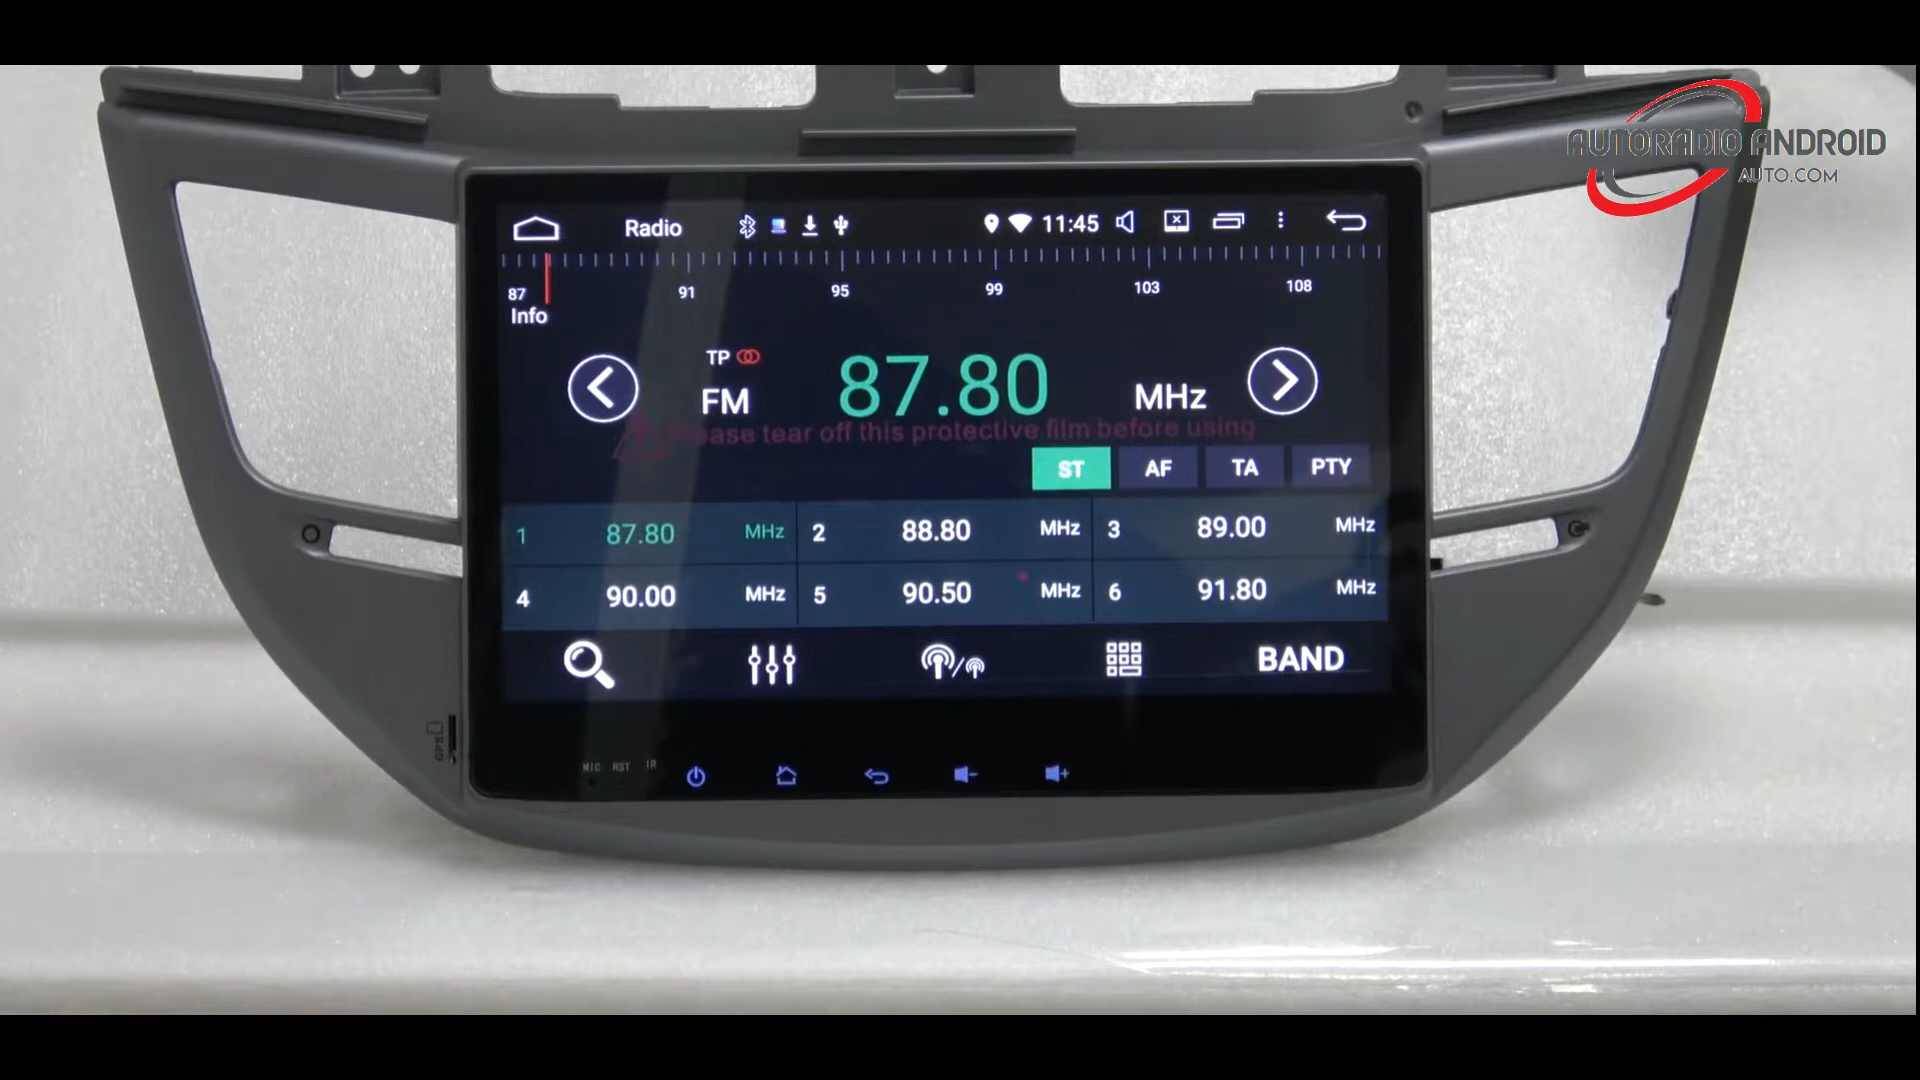 AUTORADIO ANDROID
AUTO.COM
Radio
11:45
87 91 95 99 103 108
Info
TP
FM 87.80 MHz
Please tear off this protective film before using
ST AF TA PTY
1 87.80 MHz 2 88.80 MHz 3 89.00 MHz
4 90.00 MHz 5 90.50 MHz 6 91.80 MHz
BAND
GPS
MIC RST IR